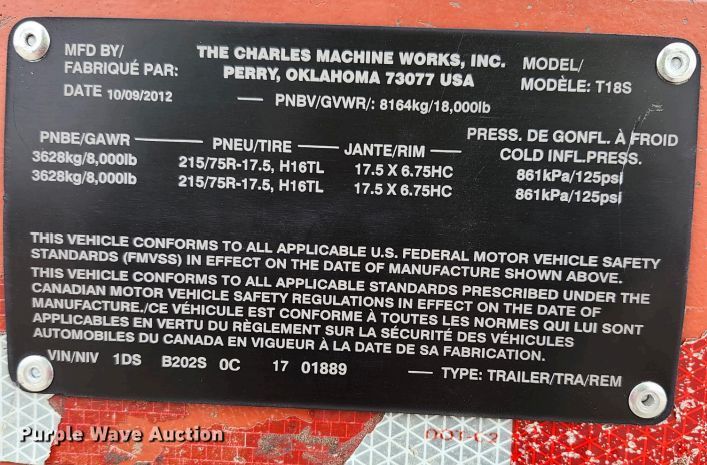 MFD BY/ THE CHARLES MACHINE WORKS, INC. MODEL/
FABRIQUÉ PAR: PERRY, OKLAHOMA 73077 USA MODÈLE: T18S
DATE 10/09/2012 — PNBV/GVWR/: 8164kg/18,000lb
PNBE/GAWR — PNEU/TIRE — JANTE/RIM — PRESS. DE GONFL. À FROID
COLD INFL.PRESS.
3628kg/8,000lb 215/75R-17.5, H16TL 17.5 X 6.75HC 861kPa/125psi
3628kg/8,000lb 215/75R-17.5, H16TL 17.5 X 6.75HC 861kPa/125psi
THIS VEHICLE CONFORMS TO ALL APPLICABLE U.S. FEDERAL MOTOR VEHICLE SAFETY
STANDARDS (FMVSS) IN EFFECT ON THE DATE OF MANUFACTURE SHOWN ABOVE.
THIS VEHICLE CONFORMS TO ALL APPLICABLE STANDARDS PRESCRIBED UNDER THE
CANADIAN MOTOR VEHICLE SAFETY REGULATIONS IN EFFECT ON THE DATE OF
MANUFACTURE./CE VÉHICULE EST CONFORME À TOUTES LES NORMES QUI LUI SONT
APPLICABLES EN VERTU DU RÈGLEMENT SUR LA SÉCURITÉ DES VÉHICULES
AUTOMOBILES DU CANADA EN VIGUEUR À LA DATE DE SA FABRICATION.
VIN/NIV 1DS B202S 0C 17 01889 — TYPE: TRAILER/TRA/REM
DOT-C2
Purple Wave Auction